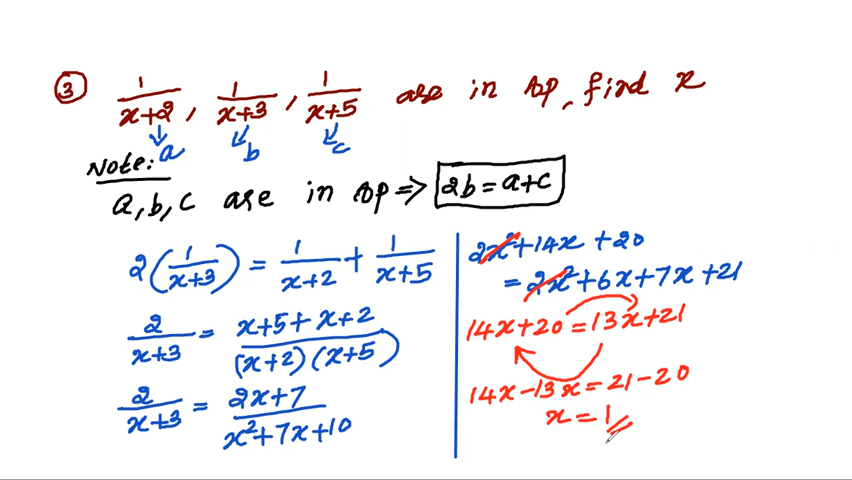 ③ 1/(x+2), 1/(x+3), 1/(x+5) are in AP, find x
a b c
Note:
a, b, c are in AP => 2b = a+c
2(1/(x+3)) = 1/(x+2) + 1/(x+5)
2/(x+3) = (x+5+x+2)/((x+2)(x+5))
2/(x+3) = (2x+7)/(x²+7x+10)
2x²+14x+20
= 2x²+6x+7x+21
14x+20 = 13x+21
14x-13x = 21-20
x = 1